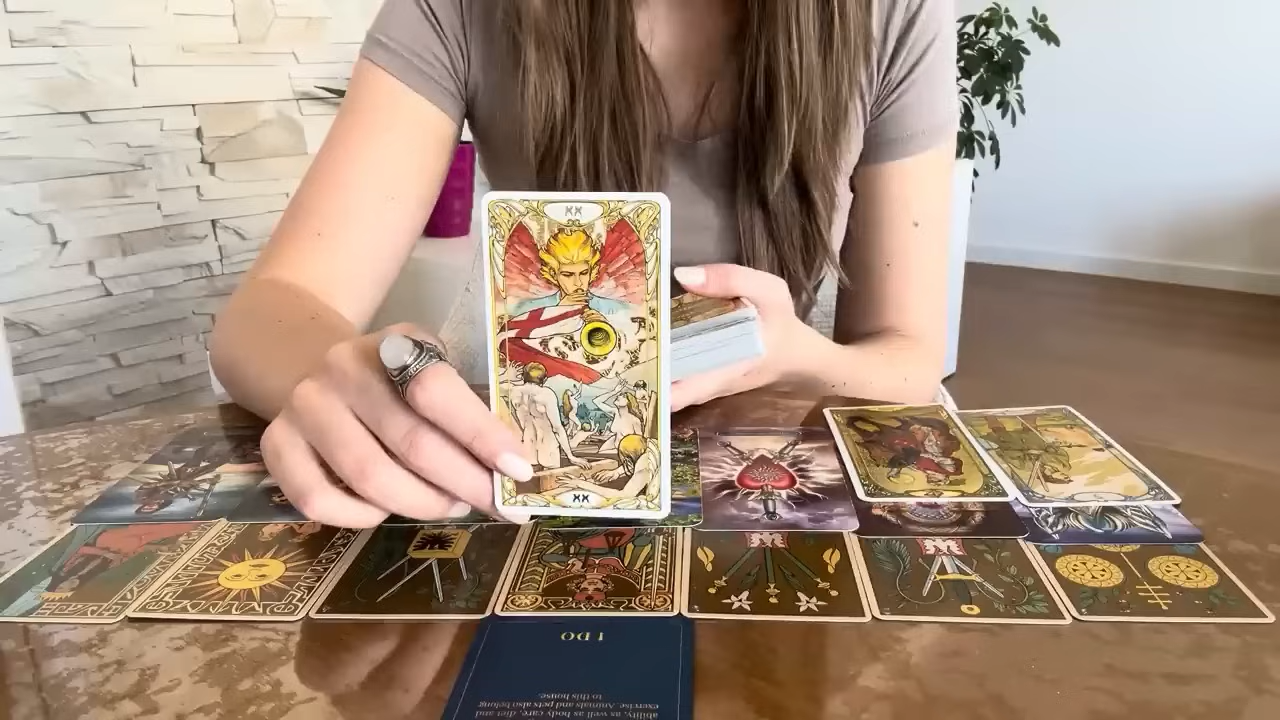 XX
XX
ability, as well as body care, diet and
exercise. Animals and pets also belong
to this house.
I DO